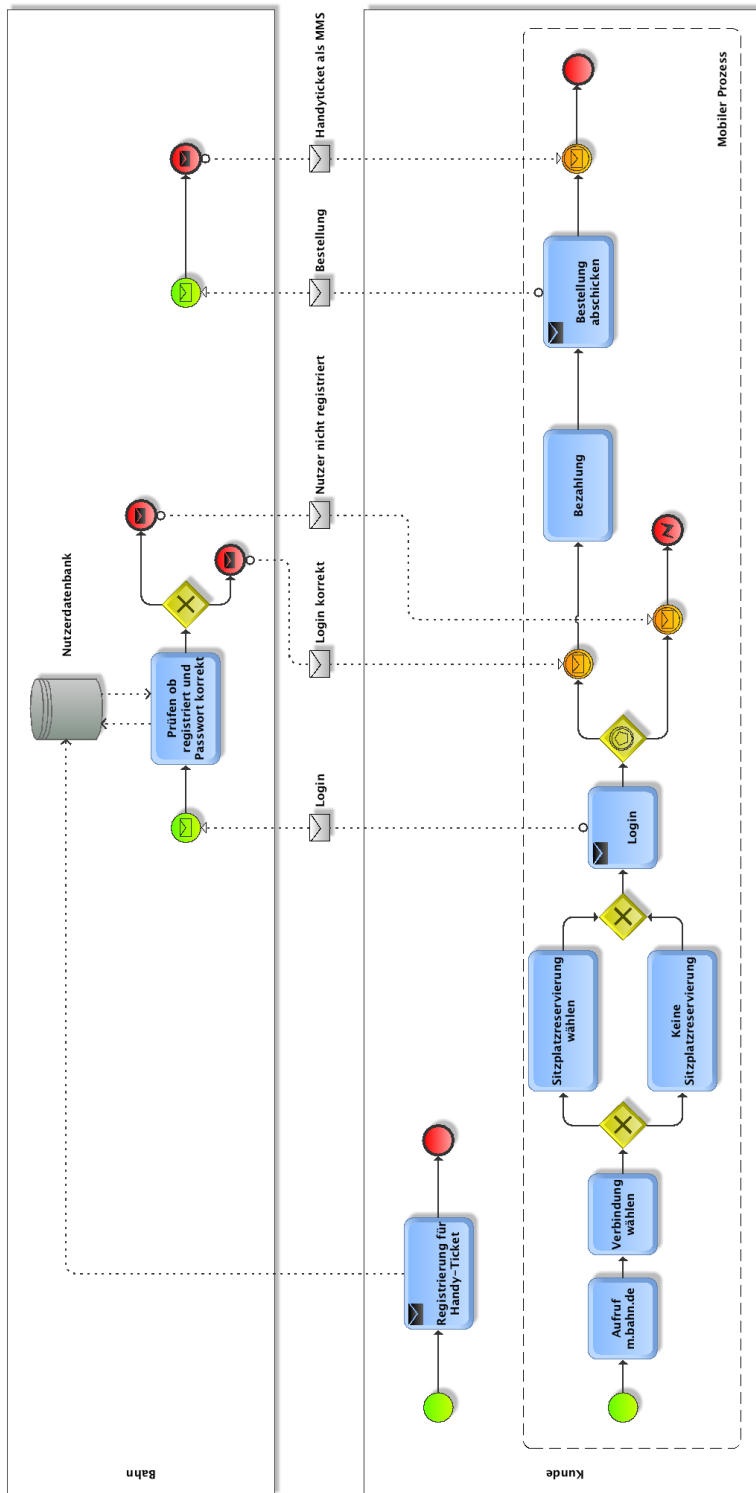 Bahn
Nutzerdatenbank
Prüfen ob
registriert und
Passwort korrekt
Login
Login korrekt
Nutzer nicht registriert
Bestellung
Handyticket als MMS
Kunde
Registrierung für
Handy-Ticket
Mobiler Prozess
Aufruf
m.bahn.de
Verbindung
wählen
Sitzplatzreservierung
wählen
Keine
Sitzplatzreservierung
Login
Bezahlung
Bestellung
abschicken